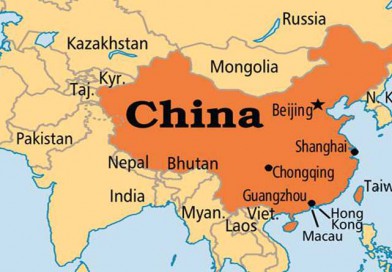 Russia
Kazakhstan
Mongolia
Kyr.
Taj.
China
Beijing
N. K
Pakistan
Shanghai
Nepal
Bhutan
Chongqing
India
Guangzhou
Taiw
Myan.
Viet.
Hong
Kong
Laos
Macau